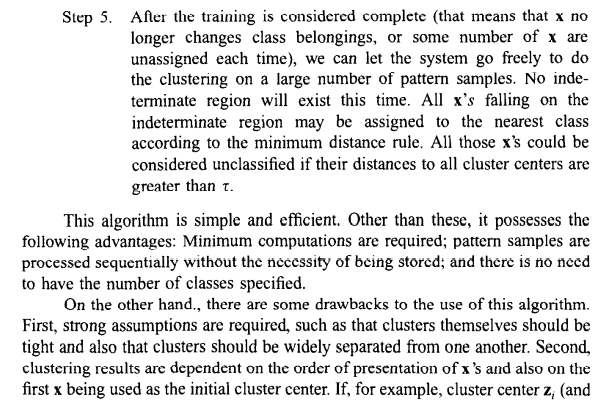 Step 5. After the training is considered complete (that means that x no
longer changes class belongings, or some number of x are
unassigned each time), we can let the system go freely to do
the clustering on a large number of pattern samples. No inde-
terminate region will exist this time. All x's falling on the
indeterminate region may be assigned to the nearest class
according to the minimum distance rule. All those x's could be
considered unclassified if their distances to all cluster centers are
greater than τ.
This algorithm is simple and efficient. Other than these, it possesses the
following advantages: Minimum computations are required; pattern samples are
processed sequentially without the necessity of being stored; and there is no need
to have the number of classes specified.
On the other hand., there are some drawbacks to the use of this algorithm.
First, strong assumptions are required, such as that clusters themselves should be
tight and also that clusters should be widely separated from one another. Second,
clustering results are dependent on the order of presentation of x's and also on the
first x being used as the initial cluster center. If, for example, cluster center zᵢ (and